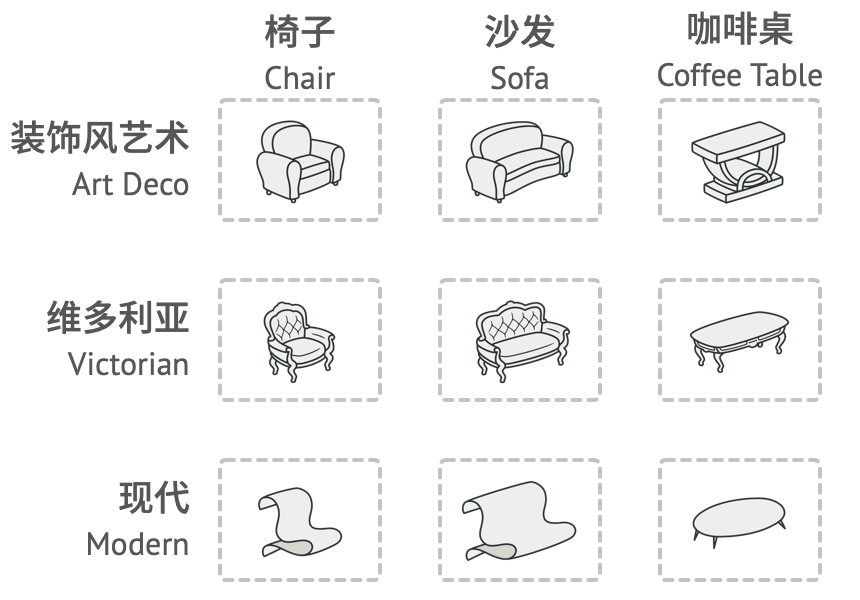 椅子
Chair
沙发
Sofa
咖啡桌
Coffee Table
装饰风艺术
Art Deco
维多利亚
Victorian
现代
Modern